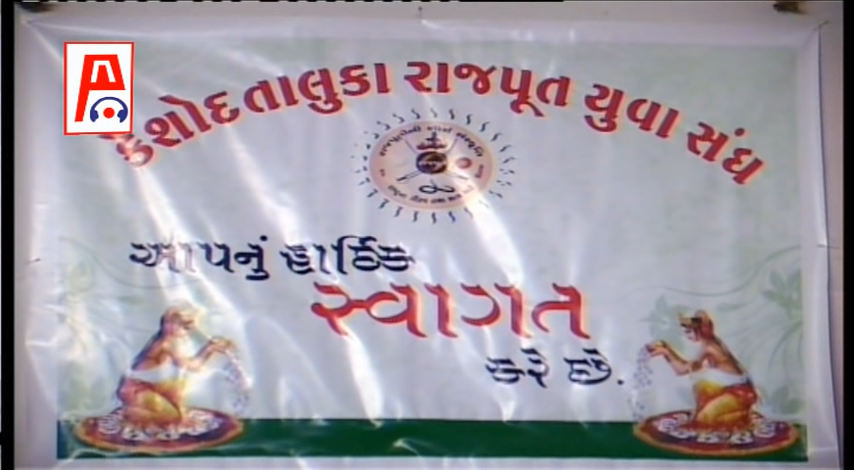 કેશોદ તાલુકા રાજપૂત યુવા સંઘ
આપનું હાર્દિક
સ્વાગત
કરે છે.